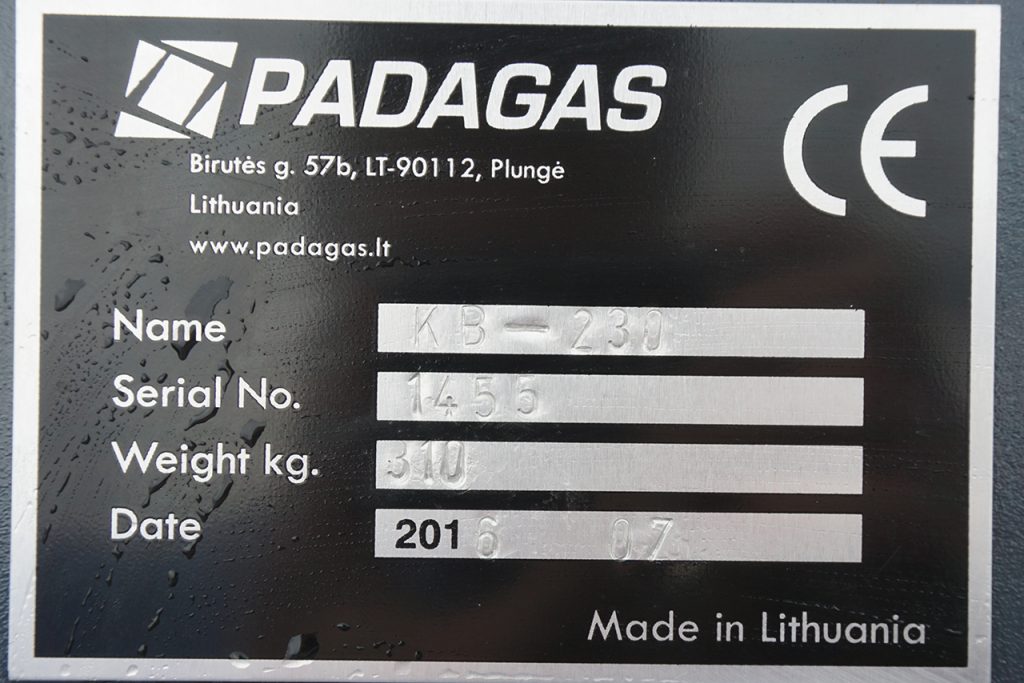 PADAGAS
CE
Birutės g. 57b, LT-90112, Plungė
Lithuania
www.padagas.lt
Name KB-230
Serial No. 1455
Weight kg. 310
Date 2016 07
Made in Lithuania